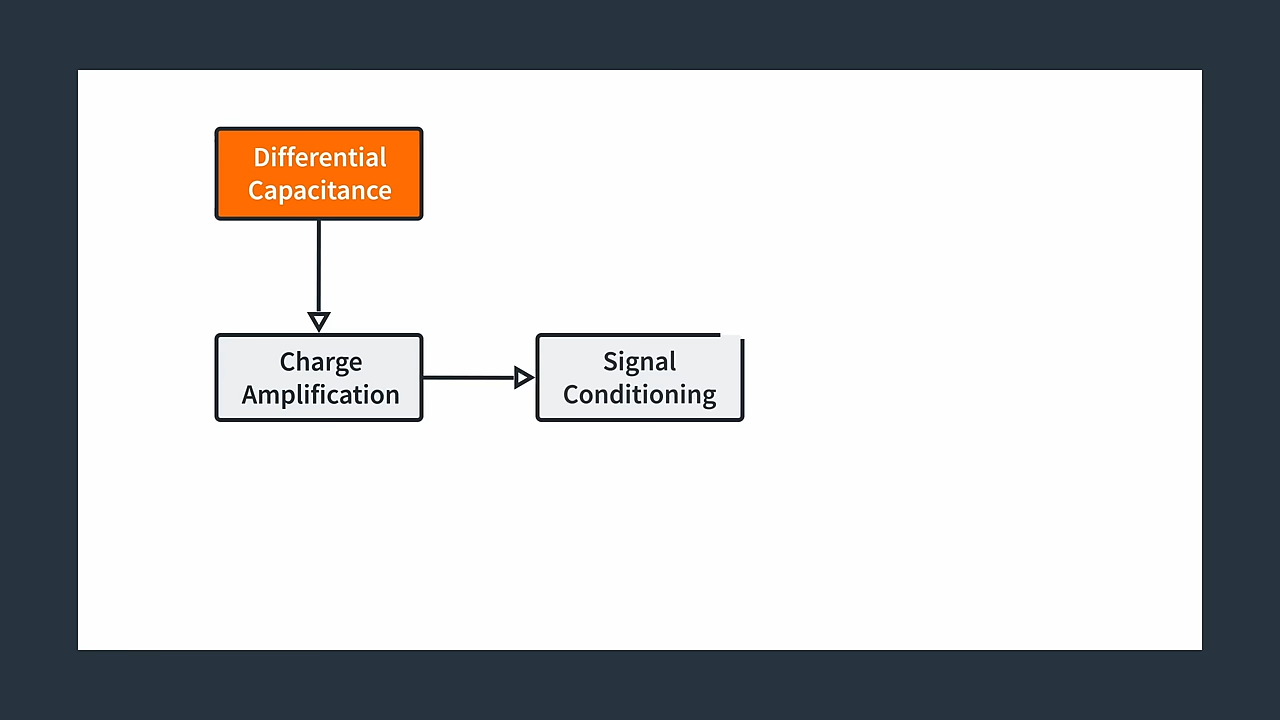 Differential
Capacitance
Charge
Amplification
Signal
Conditioning